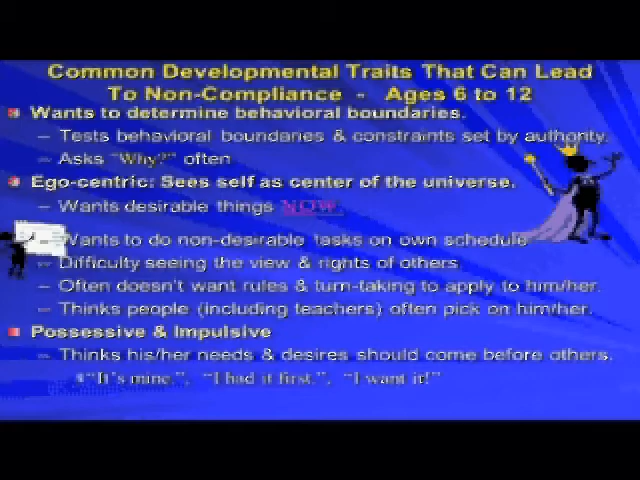 Common Developmental Traits That Can Lead
To Non-Compliance - Ages 6 to 12
Wants to determine behavioral boundaries.
– Tests behavioral boundaries & constraints set by authority.
– Asks "Why?" often
Ego-centric: Sees self as center of the universe.
– Wants desirable things NOW.
– Wants to do non-desirable tasks on own schedule
– Difficulty seeing the view & rights of others
– Often doesn't want rules & turn-taking to apply to him/her.
– Thinks people (including teachers) often pick on him/her.
Possessive & Impulsive
– Thinks his/her needs & desires should come before others.
"It's mine.", "I had it first.", "I want it!"